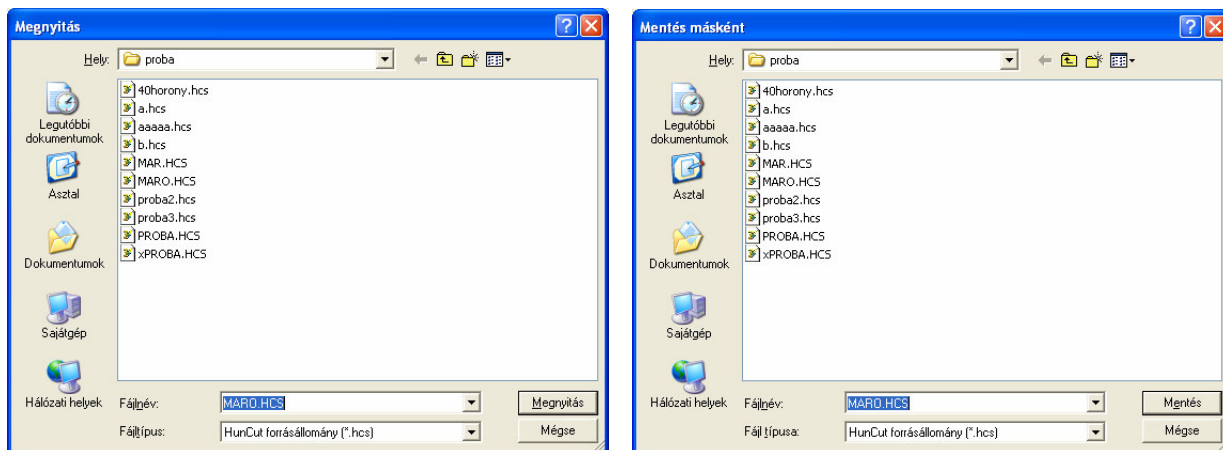 Megnyitás
Hely:
proba
Legutóbbi
dokumentumok
Asztal
Dokumentumok
Sajátgép
Hálózati helyek
40horony.hcs
a.hcs
aaaaa.hcs
b.hcs
MAR.HCS
MARO.HCS
proba2.hcs
proba3.hcs
PROBA.HCS
xPROBA.HCS
Fájlnév:
MARO.HCS
Megnyitás
Fájltípus:
HunCut forrásállomány (*.hcs)
Mégse
Mentés másként
Hely:
proba
Legutóbbi
dokumentumok
Asztal
Dokumentumok
Sajátgép
Hálózati helyek
40horony.hcs
a.hcs
aaaaa.hcs
b.hcs
MAR.HCS
MARO.HCS
proba2.hcs
proba3.hcs
PROBA.HCS
xPROBA.HCS
Fájlnév:
MARO.HCS
Mentés
Fájl típusa:
HunCut forrásállomány (*.hcs)
Mégse